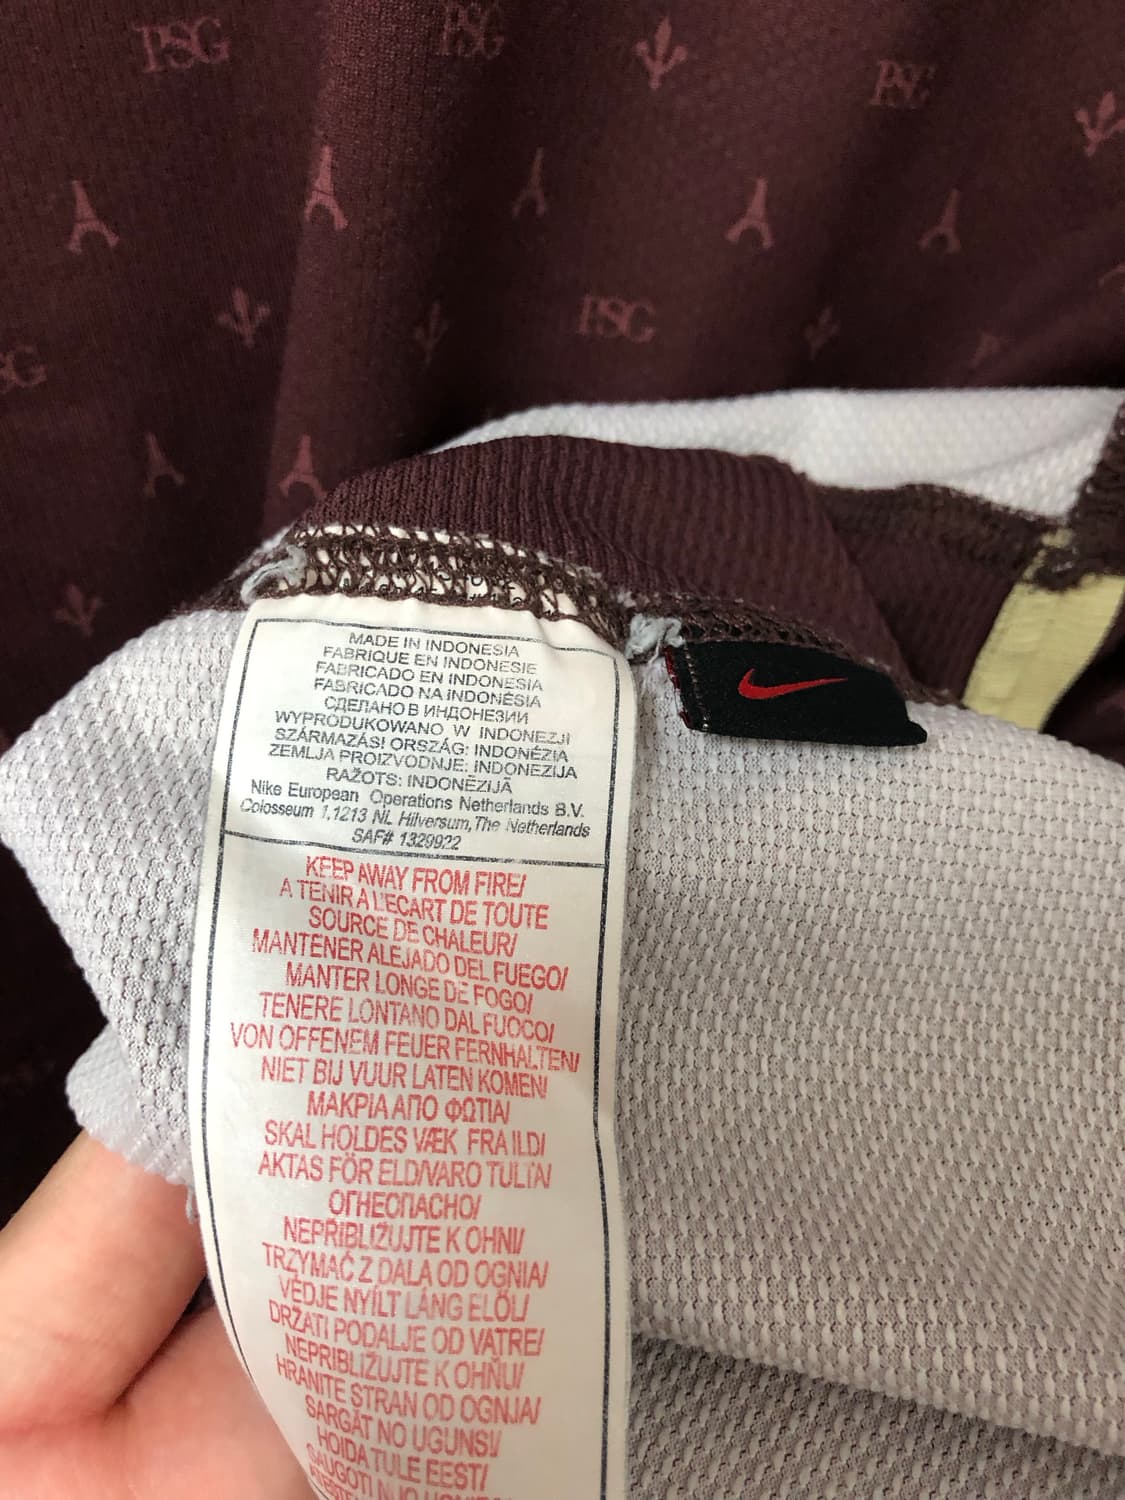 PSG
PSG
PSG
PSG
SG
MADE IN INDONESIA
FABRIQUE EN INDONESIE
FABRICADO EN INDONESIA
FABRICADO NA INDONÉSIA
СДЕЛАНО В ИНДОНЕЗИИ
WYPRODUKOWANO W INDONEZJI
SZÁRMAZÁSI ORSZÁG: INDONÉZIA
ZEMLJA PROIZVODNJE: INDONEZIJA
RAŽOTS: INDONĒZIJĀ
Nike European Operations Netherlands B.V.
Colosseum 1,1213 NL Hilversum, The Netherlands
SAF# 1329922
KEEP AWAY FROM FIRE/
A TENIR A L'ECART DE TOUTE
SOURCE DE CHALEUR/
MANTENER ALEJADO DEL FUEGO/
MANTER LONGE DE FOGO/
TENERE LONTANO DAL FUOCO/
VON OFFENEM FEUER FERNHALTEN/
NIET BIJ VUUR LATEN KOMEN/
ΜΑΚΡΙΑ ΑΠΟ ΦΩΤΙΑ/
SKAL HOLDES VÆK FRA ILD/
AKTAS FÖR ELD/VARO TULTA/
ОГНЕОПАСНО/
NEPRIBLIŽUJTE K OHNI/
TRZYMAĆ Z DALA OD OGNIA/
VÉDJE NYÍLT LÁNG ELŐL/
DRŽATI PODALJE OD VATRE/
NEPRIBLIŽUJTE K OHŇU/
HRANITE STRAN OD OGNJA/
SARGĀT NO UGUNS/
HOIDA TULE EEST/
SAUGOTI NUO